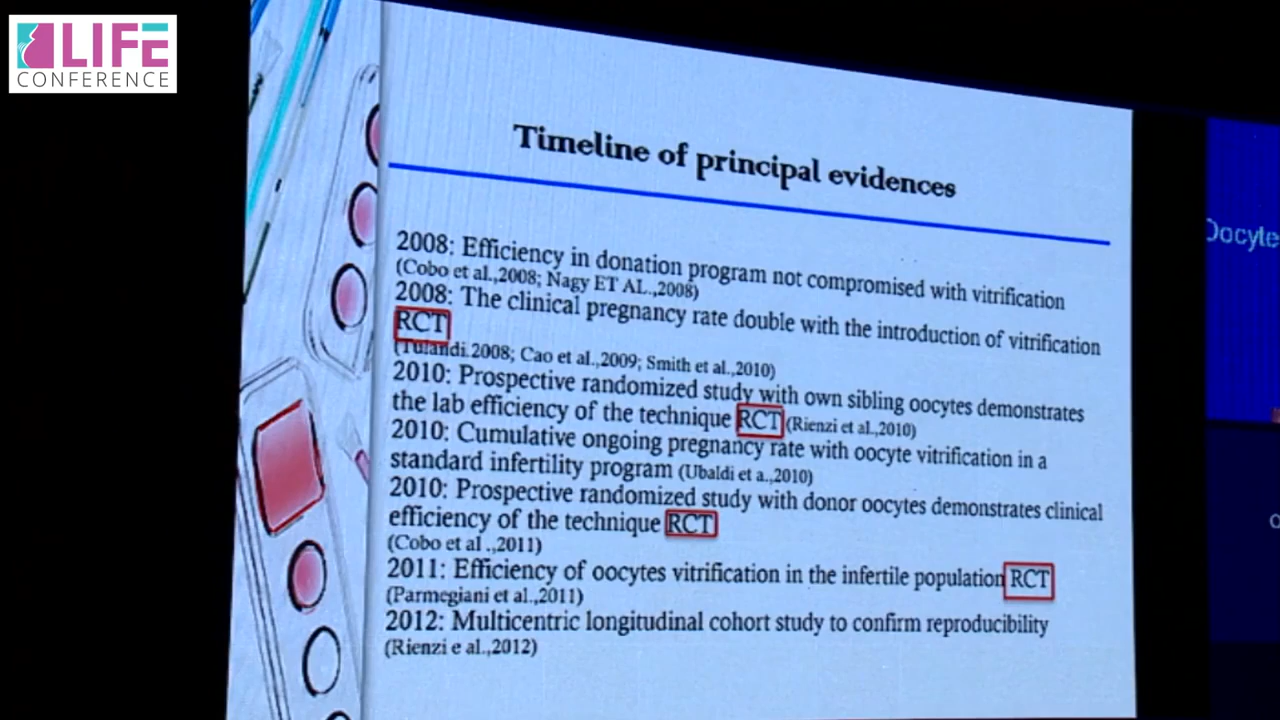 LIFE
CONFERENCE
Timeline of principal evidences
2008: Efficiency in donation program not compromised with vitrification
(Cobo et al.,2008; Nagy ET AL.,2008)
2008: The clinical pregnancy rate double with the introduction of vitrification
RCT
(Tulandi 2008; Cao et al.,2009; Smith et al.,2010)
2010: Prospective randomized study with own sibling oocytes demonstrates
the lab efficiency of the technique RCT (Rienzi et al.,2010)
2010: Cumulative ongoing pregnancy rate with oocyte vitrification in a
standard infertility program (Ubaldi et a.,2010)
2010: Prospective randomized study with donor oocytes demonstrates clinical
efficiency of the technique RCT
(Cobo et al .,2011)
2011: Efficiency of oocytes vitrification in the infertile population RCT
(Parmegiani et al.,2011)
2012: Multicentric longitudinal cohort study to confirm reproducibility
(Rienzi e al.,2012)
Oocyte